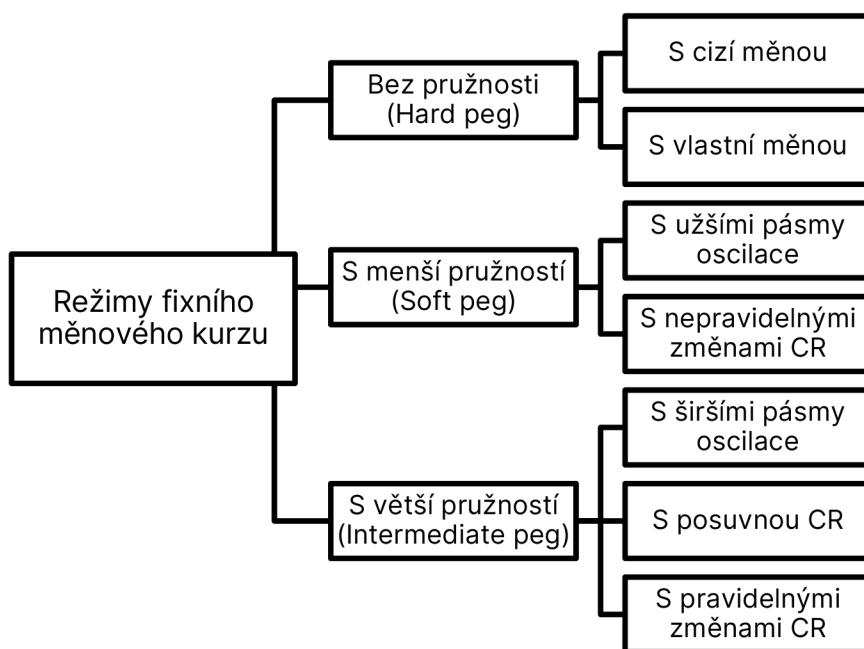 Režimy fixního
měnového kurzu
Bez pružnosti
(Hard peg)
S cizí měnou
S vlastní měnou
S menší pružností
(Soft peg)
S užšími pásmy
oscilace
S nepravidelnými
změnami CR
S větší pružností
(Intermediate peg)
S širšími pásmy
oscilace
S posuvnou CR
S pravidelnými
změnami CR